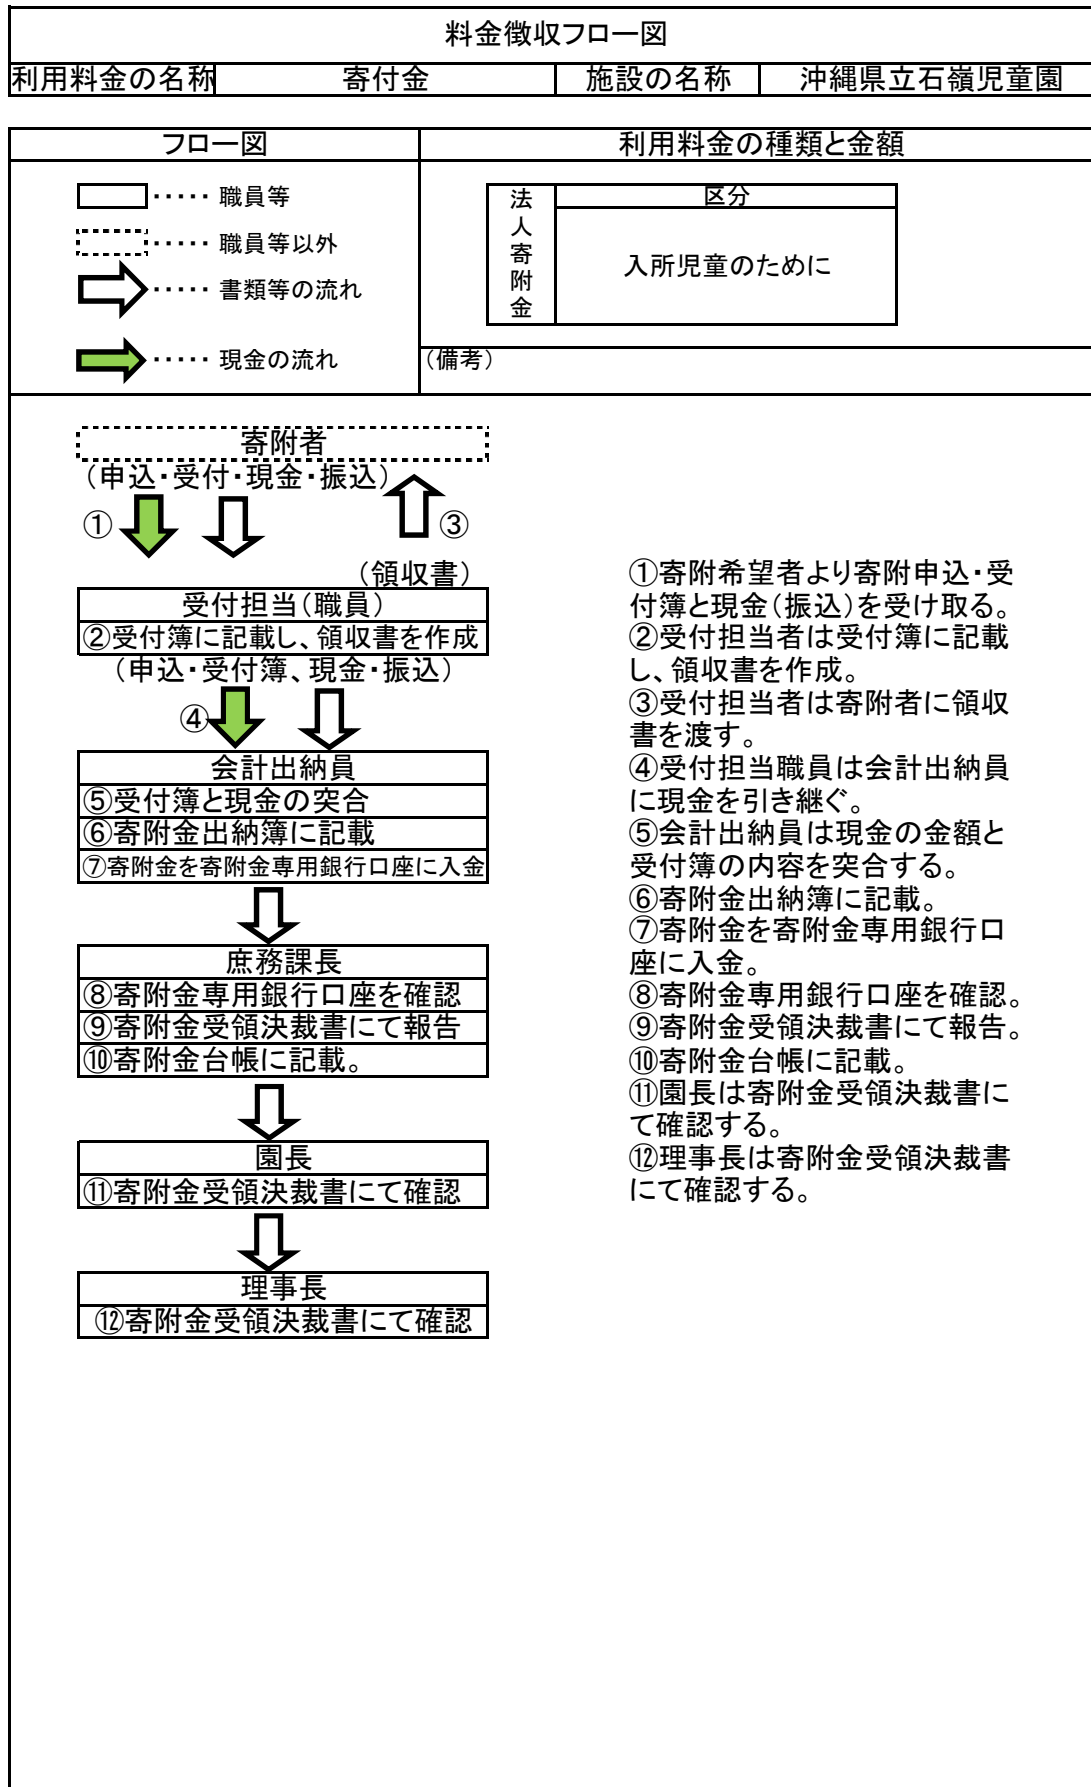 料金徴収フロー図
利用料金の名称 寄付金 施設の名称 沖縄県立石嶺児童園
フロー図 利用料金の種類と金額
・・・・・ 職員等
・・・・・ 職員等以外
・・・・・ 書類等の流れ
・・・・・ 現金の流れ
法人寄附金
区分
入所児童のために
（備考）
寄附者
（申込・受付・現金・振込）
① ③
（領収書）
受付担当（職員）
②受付簿に記載し、領収書を作成
（申込・受付簿、現金・振込）
④
会計出納員
⑤受付簿と現金の突合
⑥寄附金出納簿に記載
⑦寄附金を寄附金専用銀行口座に入金
庶務課長
⑧寄附金専用銀行口座を確認
⑨寄附金受領決裁書にて報告
⑩寄附金台帳に記載。
園長
⑪寄附金受領決裁書にて確認
理事長
⑫寄附金受領決裁書にて確認
①寄附希望者より寄附申込・受
付簿と現金（振込）を受け取る。
②受付担当者は受付簿に記載
し、領収書を作成。
③受付担当者は寄附者に領収
書を渡す。
④受付担当職員は会計出納員
に現金を引き継ぐ。
⑤会計出納員は現金の金額と
受付簿の内容を突合する。
⑥寄附金出納簿に記載。
⑦寄附金を寄附金専用銀行口
座に入金。
⑧寄附金専用銀行口座を確認。
⑨寄附金受領決裁書にて報告。
⑩寄附金台帳に記載。
⑪園長は寄附金受領決裁書に
て確認する。
⑫理事長は寄附金受領決裁書
にて確認する。